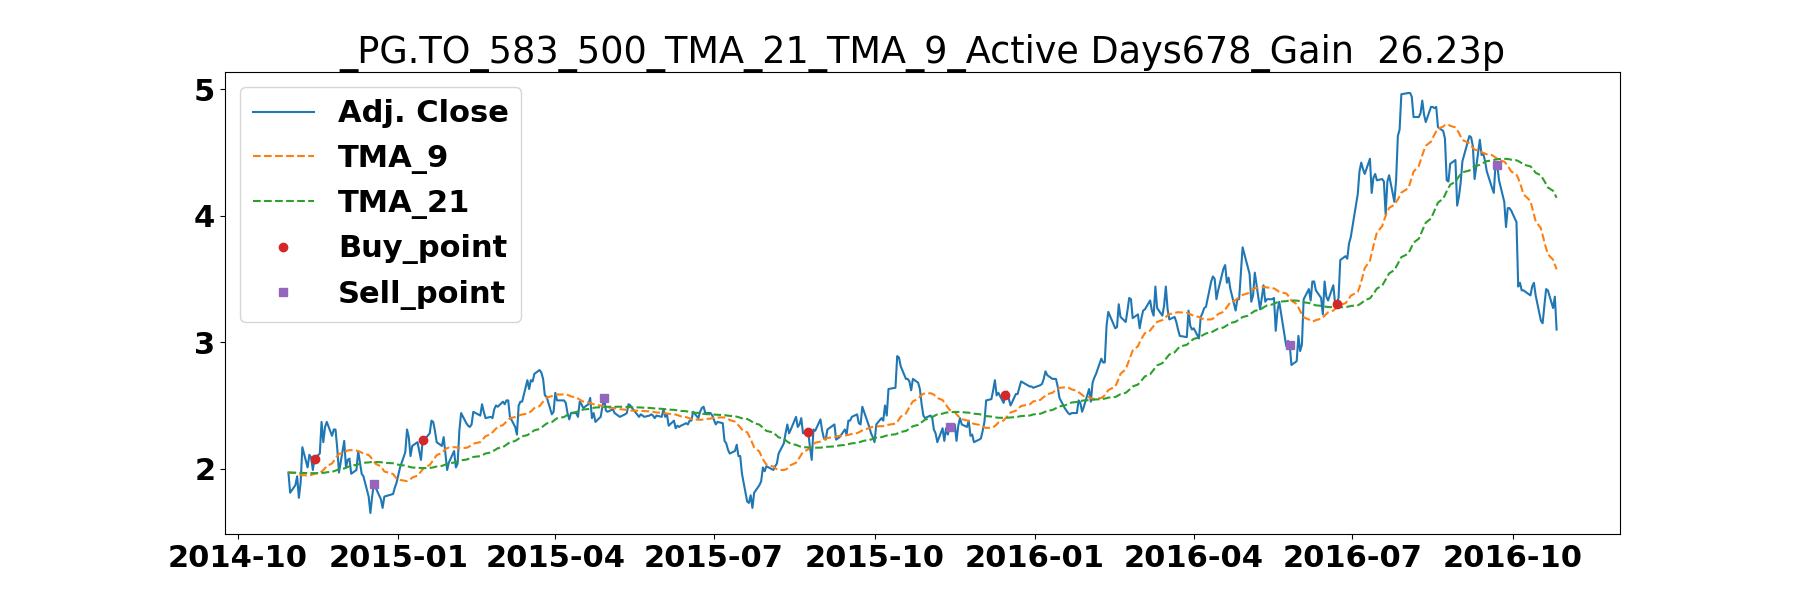 _PG.TO_583_500_TMA_21_TMA_9_Active Days678_Gain  26.23p
5
4
3
2
Adj. Close
TMA_9
TMA_21
Buy_point
Sell_point
2014-10 2015-01 2015-04 2015-07 2015-10 2016-01 2016-04 2016-07 2016-10